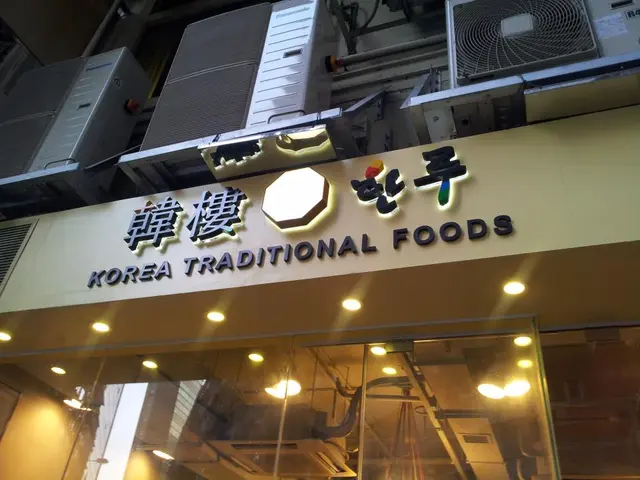 韓樓 한루
KOREA TRADITIONAL FOODS